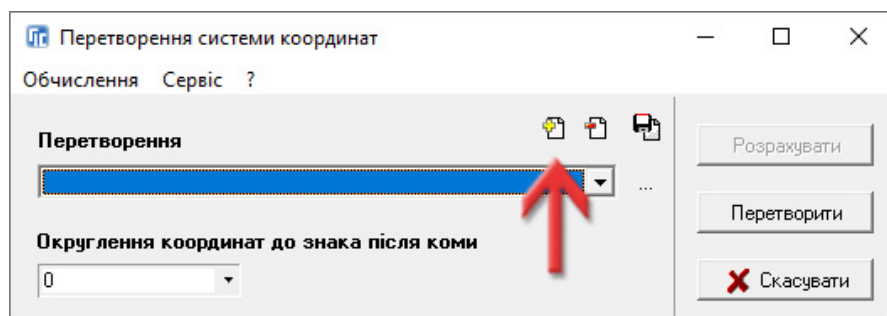 Перетворення системи координат
Обчислення Сервіс ?
Перетворення
...
Розрахувати
Перетворити
Округлення координат до знака після коми
0
Скасувати